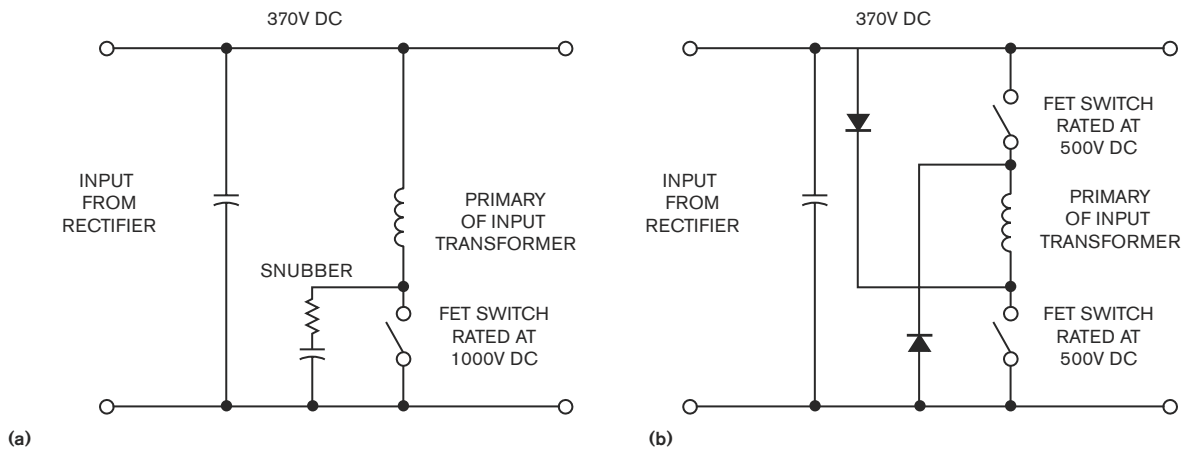 370V DC
INPUT
FROM
RECTIFIER
PRIMARY
OF INPUT
TRANSFORMER
SNUBBER
FET SWITCH
RATED AT
1000V DC
(a)
370V DC
FET SWITCH
RATED AT
500V DC
INPUT
FROM
RECTIFIER
PRIMARY
OF INPUT
TRANSFORMER
FET SWITCH
RATED AT
500V DC
(b)